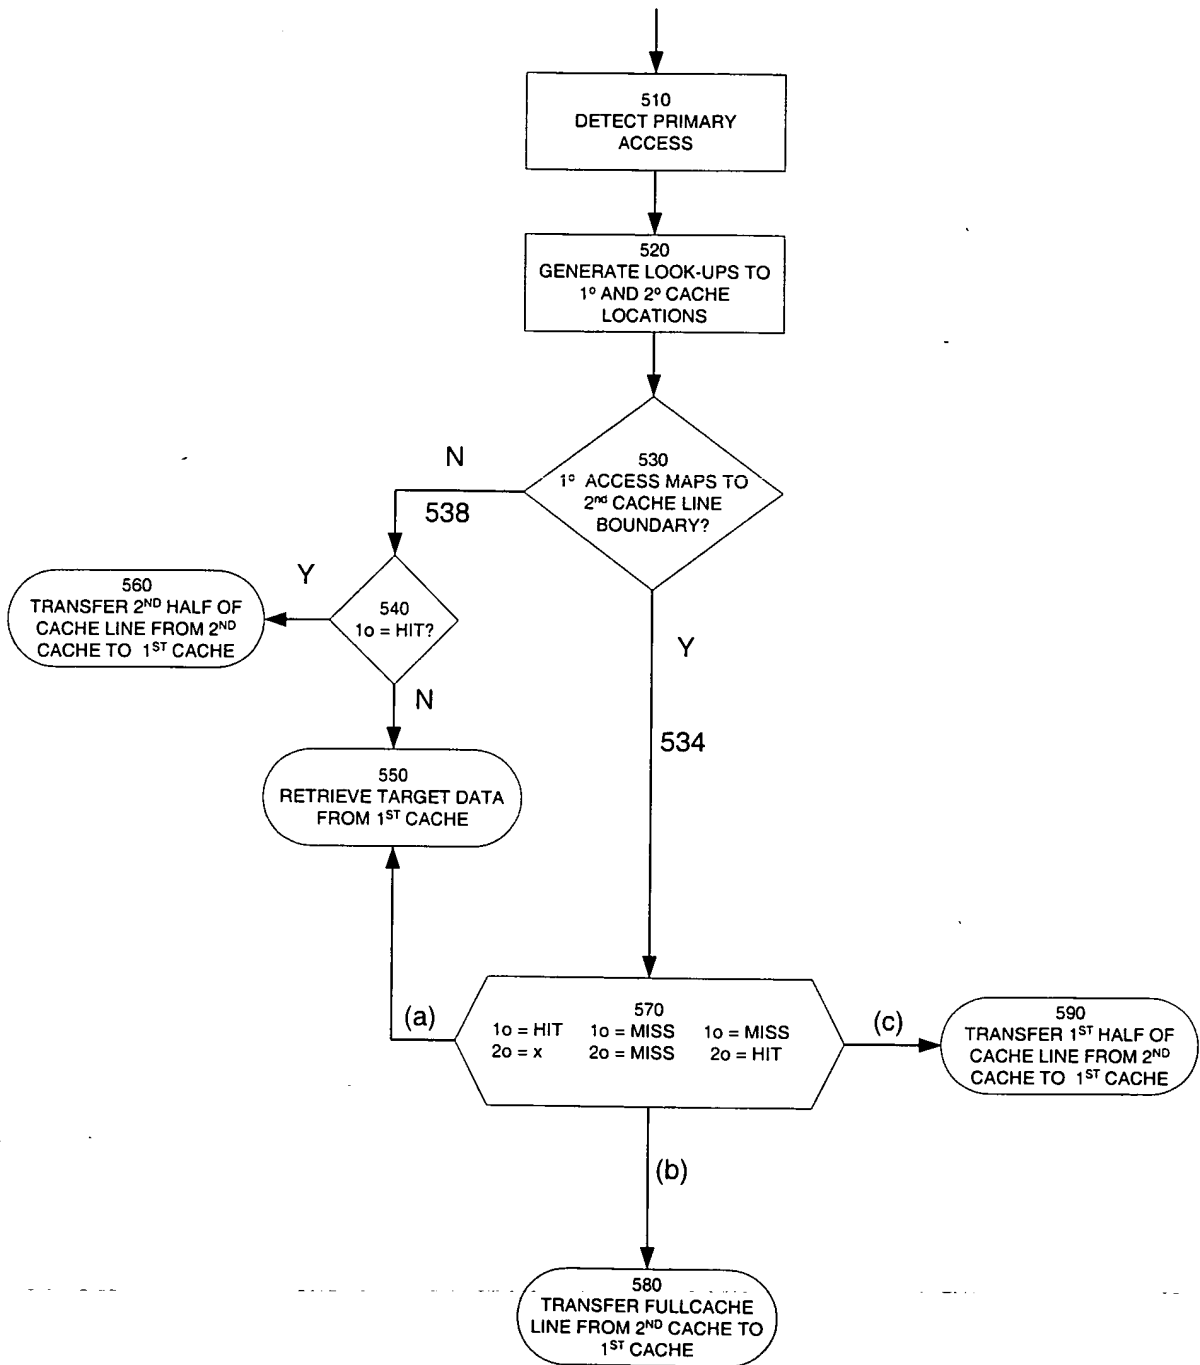 510
DETECT PRIMARY
ACCESS
520
GENERATE LOOK-UPS TO
1º AND 2º CACHE
LOCATIONS
530
1º ACCESS MAPS TO
2nd CACHE LINE
BOUNDARY?
N
538
Y
540
1o = HIT?
560
TRANSFER 2ND HALF OF
CACHE LINE FROM 2ND
CACHE TO 1ST CACHE
N
Y
534
550
RETRIEVE TARGET DATA
FROM 1ST CACHE
570
1o = HIT 1o = MISS 1o = MISS
2o = x 2o = MISS 2o = HIT
(a)
(c)
590
TRANSFER 1ST HALF OF
CACHE LINE FROM 2ND
CACHE TO 1ST CACHE
(b)
580
TRANSFER FULLCACHE
LINE FROM 2ND CACHE TO
1ST CACHE